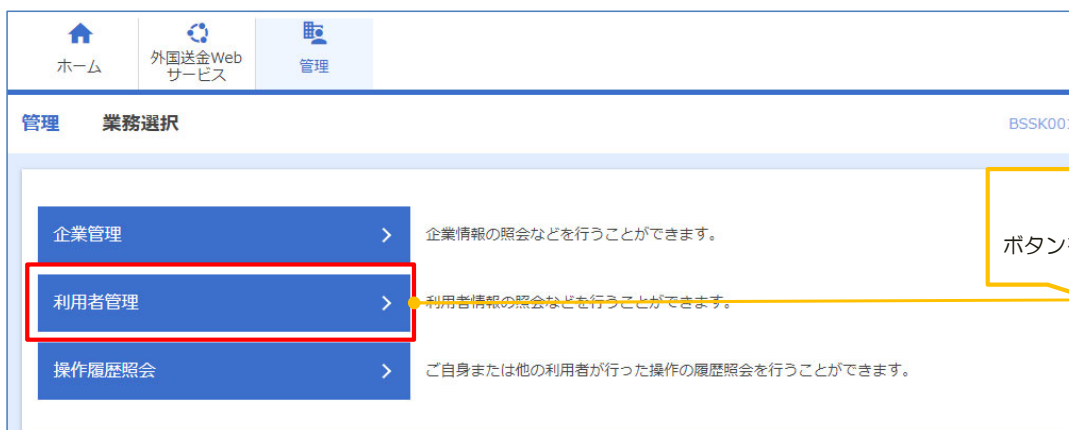 ホーム
外国送金Web
サービス
管理
管理 業務選択
BSSK001
企業管理
企業情報の照会などを行うことができます。
ボタン
利用者管理
利用者情報の照会などを行うことができます。
操作履歴照会
ご自身または他の利用者が行った操作の履歴照会を行うことができます。